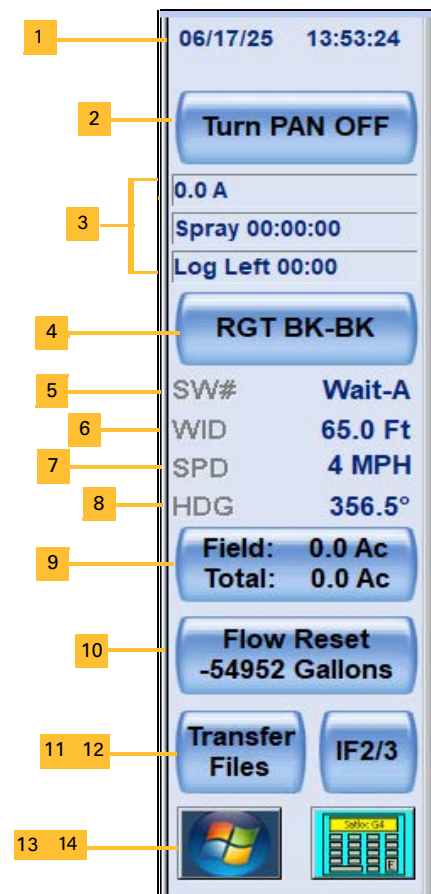 1 06/17/25 13:53:24
2 Turn PAN OFF
0.0 A
3 Spray 00:00:00
Log Left 00:00
4 RGT BK-BK
5 SW# Wait-A
6 WID 65.0 Ft
7 SPD 4 MPH
8 HDG 356.5°
Field: 0.0 Ac
9
Total: 0.0 Ac
Flow Reset
10
-54952 Gallons
Transfer
11 12 IF2/3
Files
Satloc G4
13 14
E